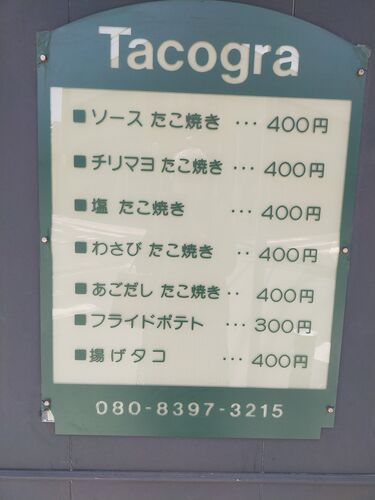 Tacogra
■ソース たこ焼き ··· 400円
■チリマヨ たこ焼き ··· 400円
■塩 たこ焼き ··· 400円
■わさび たこ焼き ·· 400円
■あごだし たこ焼き ·· 400円
■フライドポテト ··· 300円
■揚げタコ ··· 400円
080-8397-3215